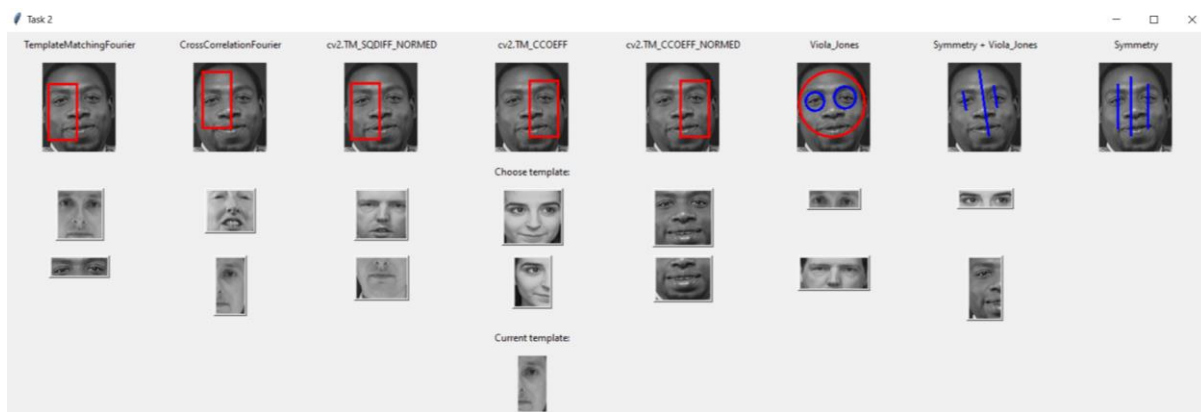 Task 2
TemplateMatchingFourier CrossCorrelationFourier cv2.TM_SQDIFF_NORMED cv2.TM_CCOEFF cv2.TM_CCOEFF_NORMED Viola_Jones Symmetry + Viola_Jones Symmetry
Choose template:
Current template: